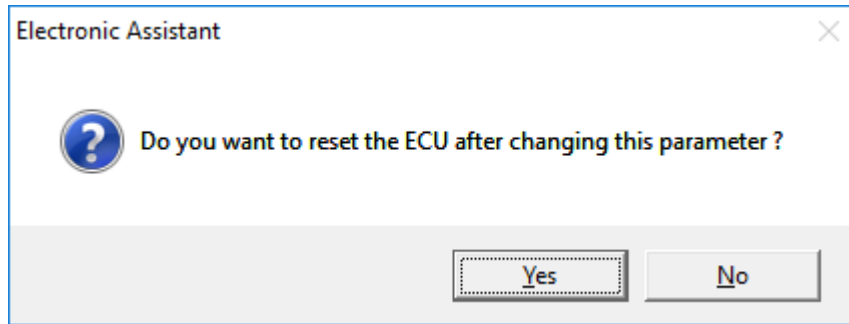 Electronic Assistant
Do you want to reset the ECU after changing this parameter ?
Yes
No